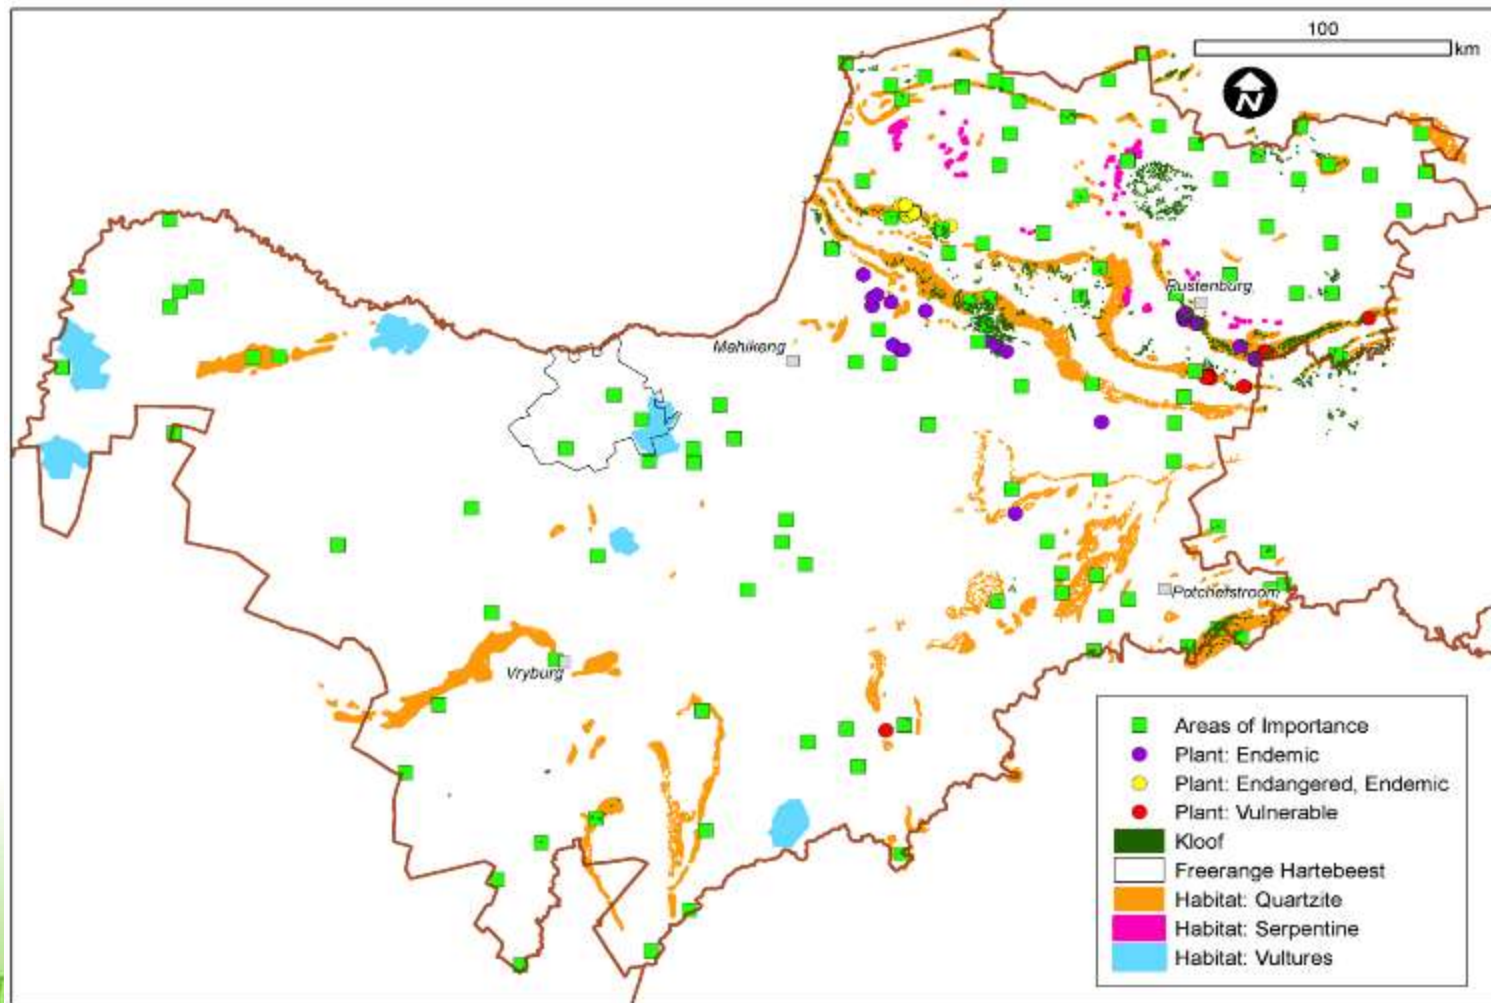 100
km
N
Rustenburg
Mahikeng
Potchefstroom
Vryburg
Areas of Importance
Plant: Endemic
Plant: Endangered, Endemic
Plant: Vulnerable
Kloof
Freerange Hartebeest
Habitat: Quartzite
Habitat: Serpentine
Habitat: Vultures